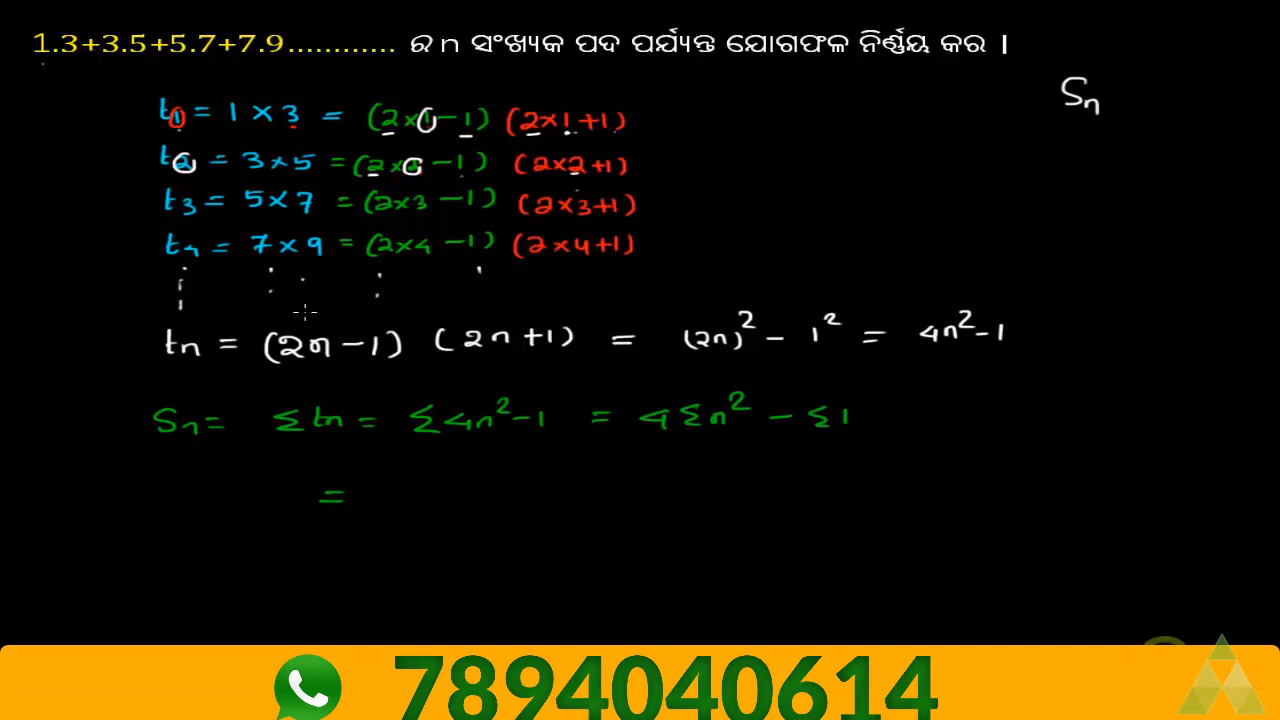 1.3+3.5+5.7+7.9............ ର n ସଂଖ୍ୟକ ପଦ ପର୍ଯ୍ୟନ୍ତ ଯୋଗଫଳ ନିର୍ଣ୍ଣୟ କର ।
Sn
t1 = 1 × 3 = (2×1-1) (2×1+1)
t2 = 3×5 = (2×2-1) (2×2+1)
t3 = 5×7 = (2×3-1) (2×3+1)
t4 = 7×9 = (2×4-1) (2×4+1)
tn = (2n-1) (2n+1) = (2n)² - 1² = 4n²-1
Sn = Σtn = Σ4n²-1 = 4Σn² - Σ1
=
7894040614